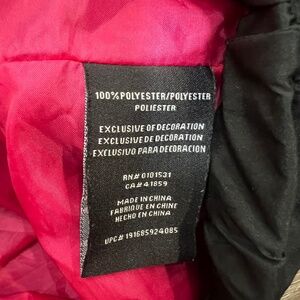 100% POLYESTER/POLYESTER
POLIESTER
EXCLUSIVE OF DECORATION
EXCLUSIVE DE DECORATION
EXCLUSIVO PARA DECORACION
RN# 0101531
CA# 41859
MADE IN CHINA
FABRIQUE EN CHINE
HECHO EN CHINA
UPC# 191685924085